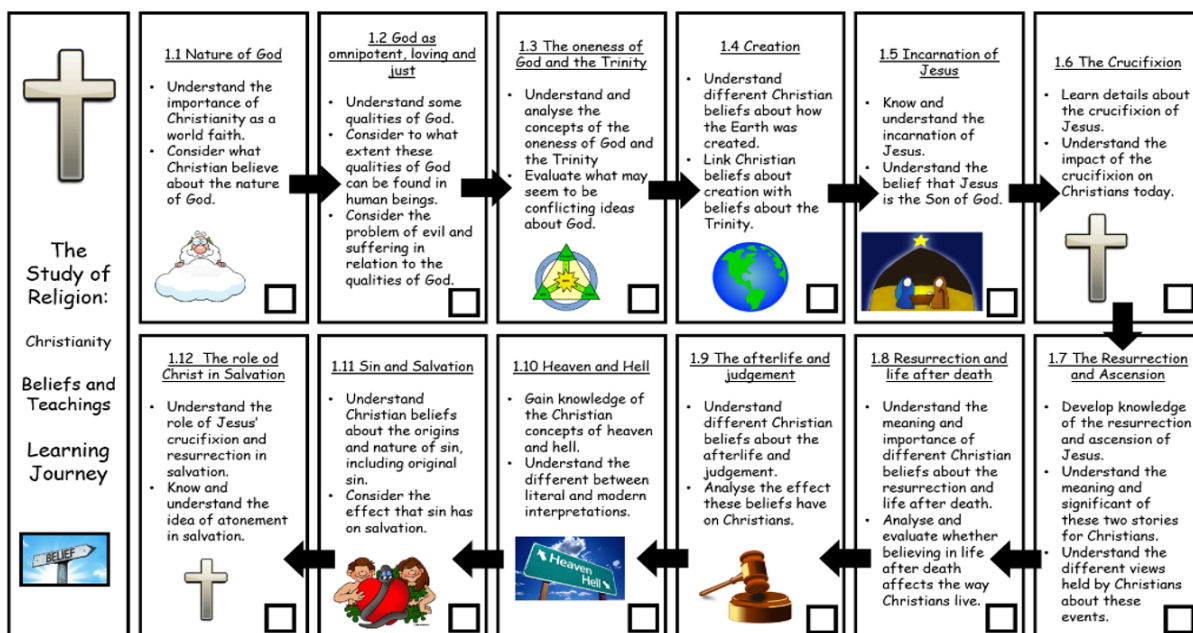 The
Study of
Religion:
Christianity
Beliefs and
Teachings
Learning
Journey
BELIEF
1.1 Nature of God
• Understand the
importance of
Christianity as a
world faith.
• Consider what
Christian believe
about the nature
of God.
1.2 God as
omnipotent, loving and
just
• Understand some
qualities of God.
• Consider to what
extent these
qualities of God
can be found in
human beings.
• Consider the
problem of evil and
suffering in
relation to the
qualities of God.
1.3 The oneness of
God and the Trinity
• Understand and
analyse the
concepts of the
oneness of God and
the Trinity
• Evaluate what may
seem to be
conflicting ideas
about God.
1.4 Creation
• Understand
different Christian
beliefs about how
the Earth was
created.
• Link Christian
beliefs about
creation with
beliefs about the
Trinity.
1.5 Incarnation of
Jesus
• Know and
understand the
incarnation of
Jesus.
• Understand the
belief that Jesus
is the Son of God.
1.6 The Crucifixion
• Learn details about
the crucifixion of
Jesus.
• Understand the
impact of the
crucifixion on
Christians today.
1.7 The Resurrection
and Ascension
• Develop knowledge
of the resurrection
and ascension of
Jesus.
• Understand the
meaning and
significant of
these two stories
for Christians.
• Understand the
different views
held by Christians
about these
events.
1.8 Resurrection and
life after death
• Understand the
meaning and
importance of
different Christian
beliefs about the
resurrection and
life after death.
• Analyse and
evaluate whether
believing in life
after death
affects the way
Christians live.
1.9 The afterlife and
judgement
• Understand
different Christian
beliefs about the
afterlife and
judgement.
• Analyse the effect
these beliefs have
on Christians.
1.10 Heaven and Hell
• Gain knowledge of
the Christian
concepts of heaven
and hell.
• Understand the
different between
literal and modern
interpretations.
Heaven
Hell
1.11 Sin and Salvation
• Understand
Christian beliefs
about the origins
and nature of sin,
including original
sin.
• Consider the
effect that sin has
on salvation.
1.12 The role od
Christ in Salvation
• Understand the
role of Jesus'
crucifixion and
resurrection in
salvation.
• Know and
understand the
idea of atonement
in salvation.